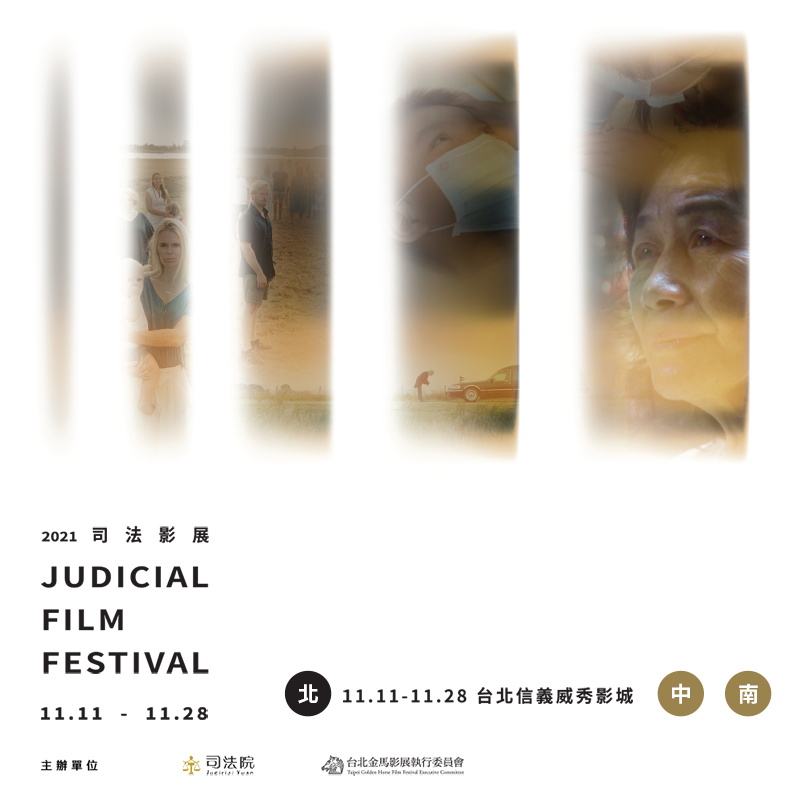 2021 司法影展
JUDICIAL
FILM
FESTIVAL
11.11 - 11.28
北 11.11-11.28 台北信義威秀影城 中 南
主辦單位 司法院 Judicial Yuan 台北金馬影展執行委員會 Taipei Golden Horse Film Festival Executive Committee